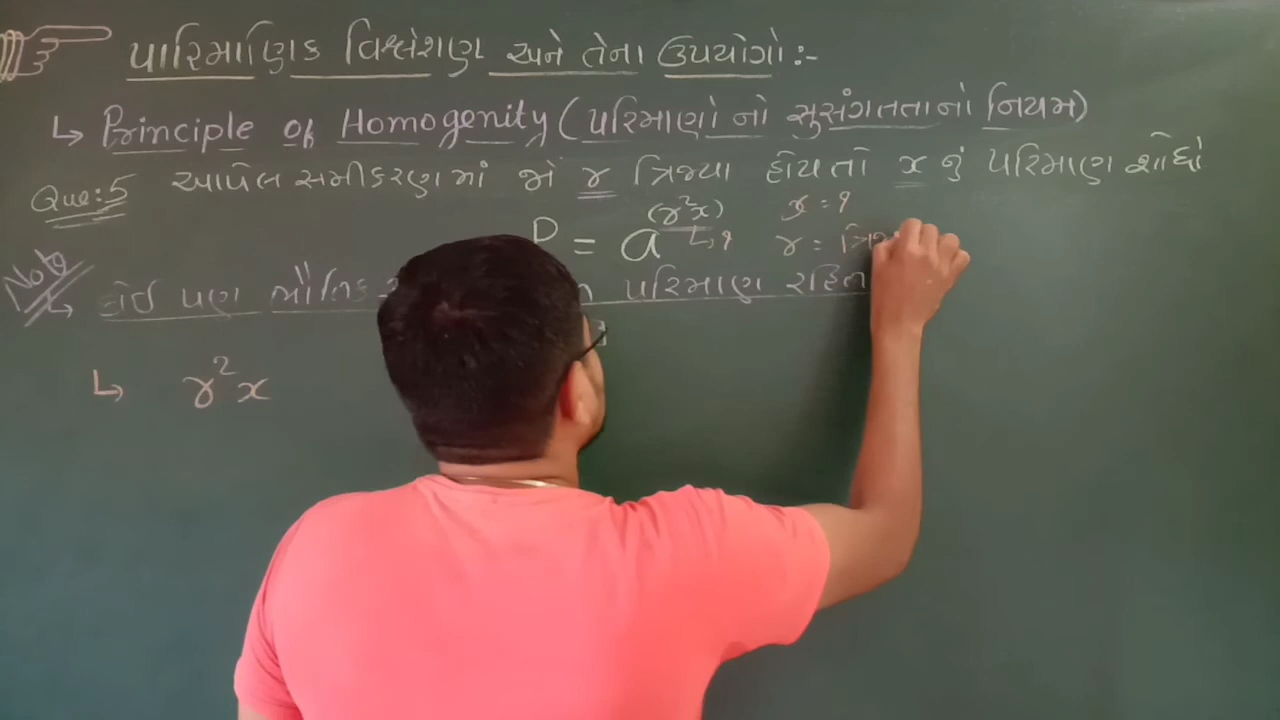 પારિમાણિક વિશ્લેશણ અને તેના ઉપયોગો:-
↳ Principle of Homogenity (પરિમાણો નો સુસંગતતાનો નિયમ)
Que:5 આપેલ સમીકરણમાં જો r ત્રિજ્યા હોય તો x નું પરિમાણ શોધો
P = a^(r²x) x = ?
↳ ? r = ત્રિજ
Note
↳ કોઈ પણ પરિમાણ રહિત
↳ r²x